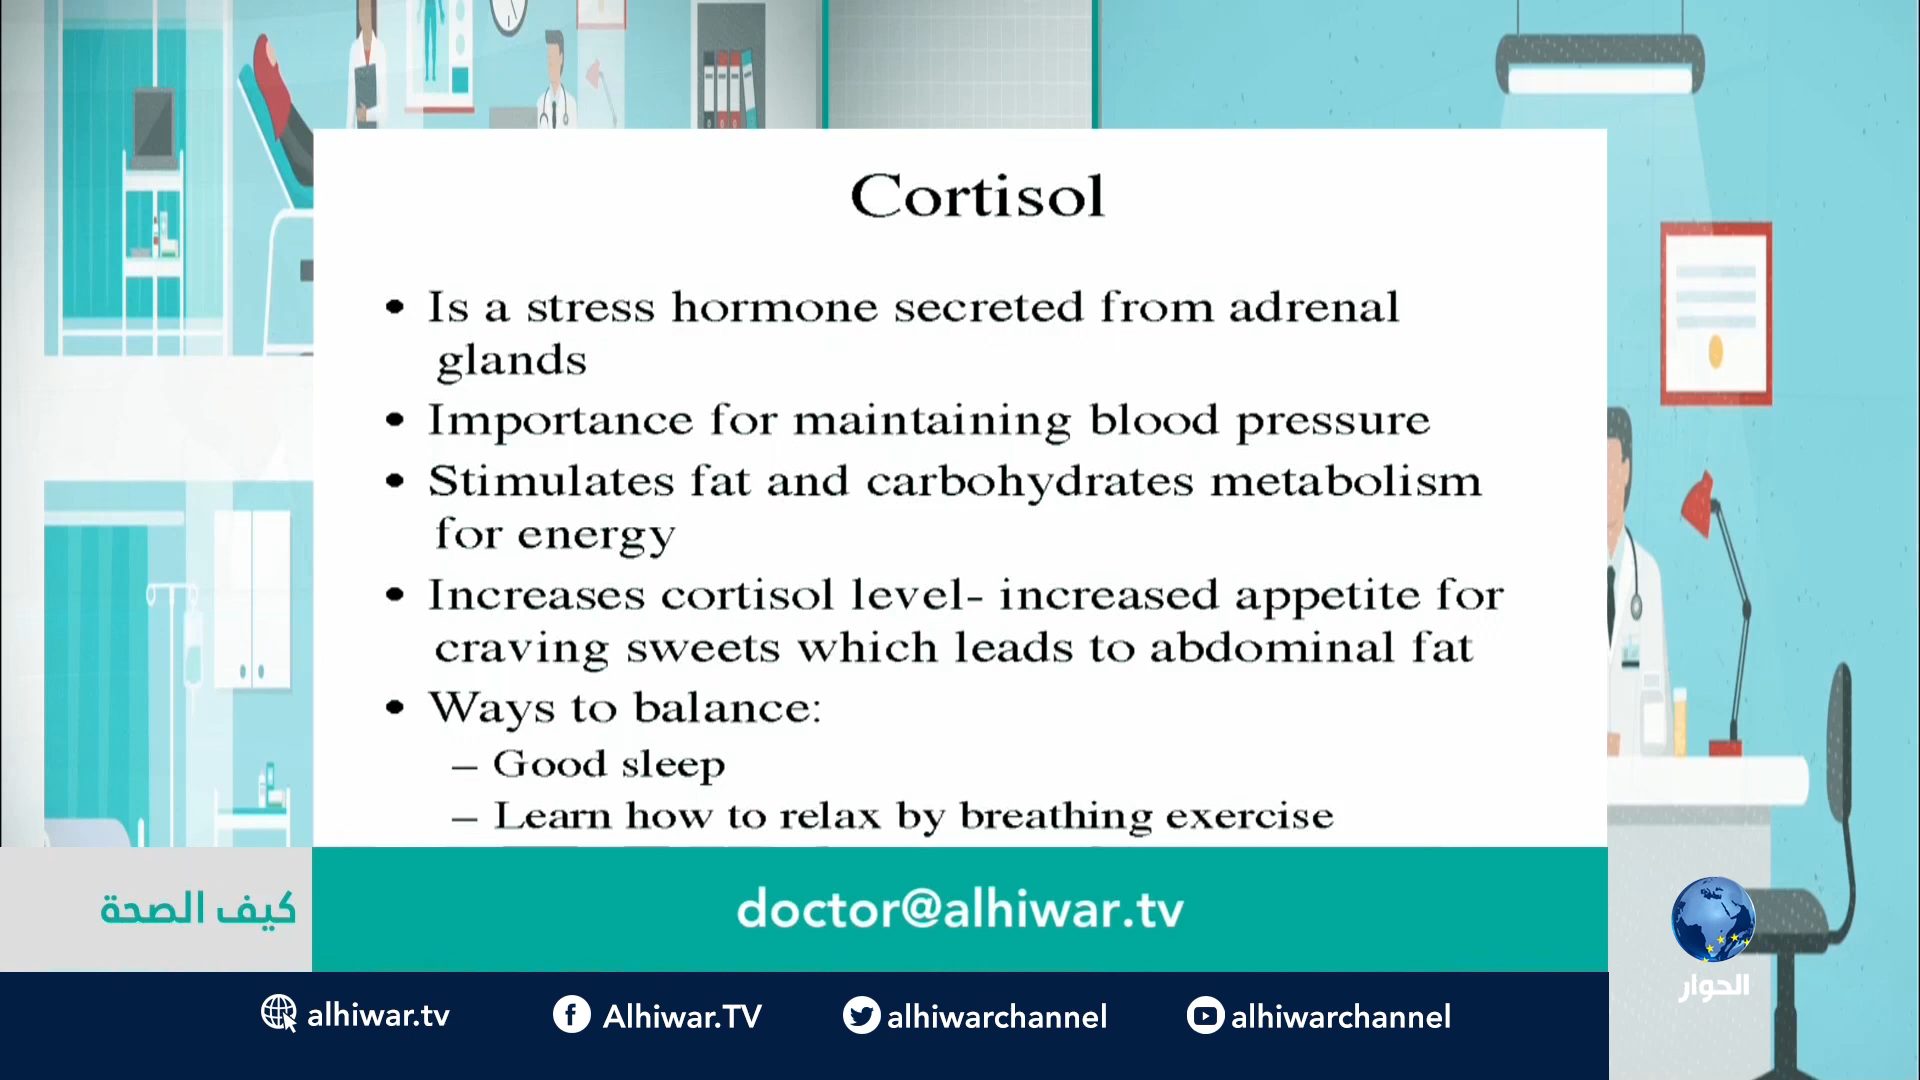 Cortisol
• Is a stress hormone secreted from adrenal
glands
• Importance for maintaining blood pressure
• Stimulates fat and carbohydrates metabolism
for energy
• Increases cortisol level- increased appetite for
craving sweets which leads to abdominal fat
• Ways to balance:
– Good sleep
– Learn how to relax by breathing exercise
كيف الصحة
doctor@alhiwar.tv
الحوار
alhiwar.tv
Alhiwar.TV
alhiwarchannel
alhiwarchannel